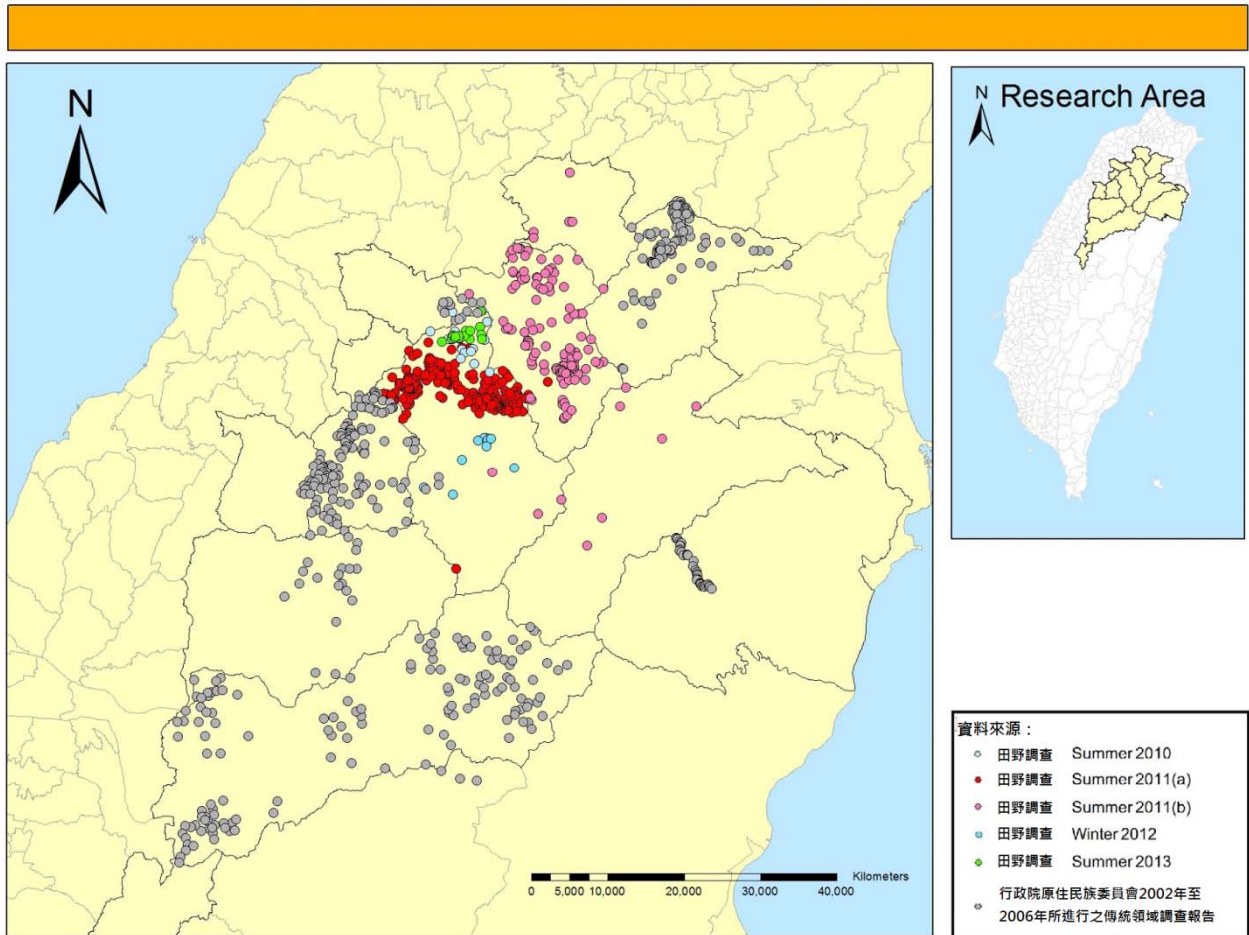 N
N
Research Area
0 5,000 10,000 20,000 30,000 40,000
Kilometers
資料來源：
田野調查 Summer 2010
田野調查 Summer 2011(a)
田野調查 Summer 2011(b)
田野調查 Winter 2012
田野調查 Summer 2013
行政院原住民族委員會2002年至
2006年所進行之傳統領域調查報告